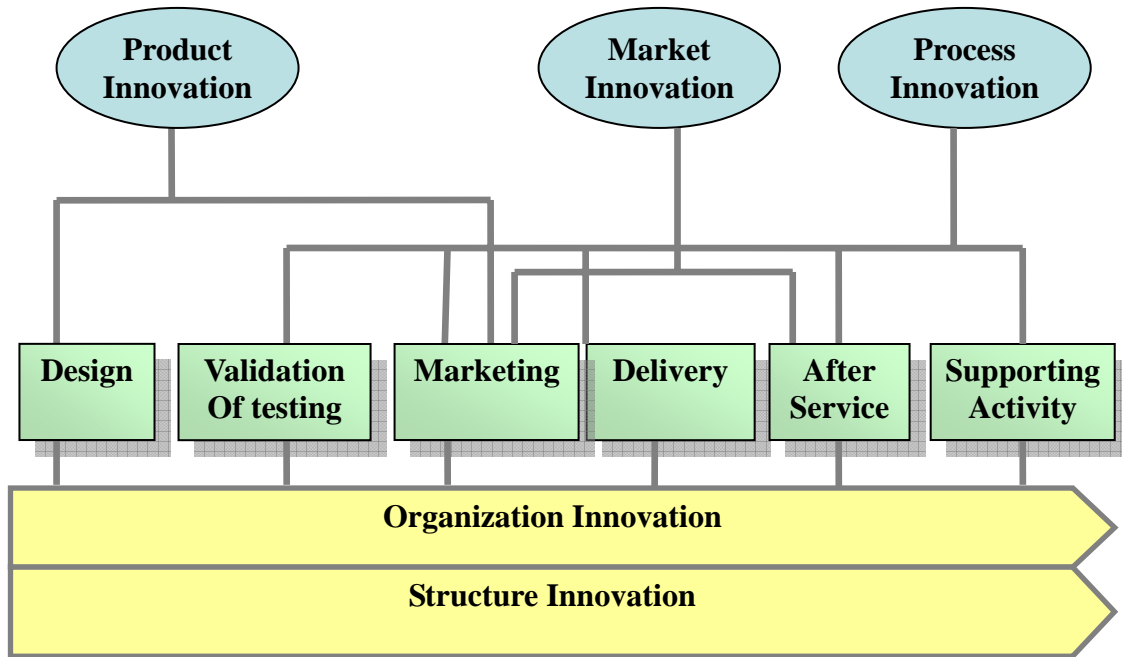 Product
Innovation
Market
Innovation
Process
Innovation
Design
Validation
Of testing
Marketing
Delivery
After
Service
Supporting
Activity
Organization Innovation
Structure Innovation